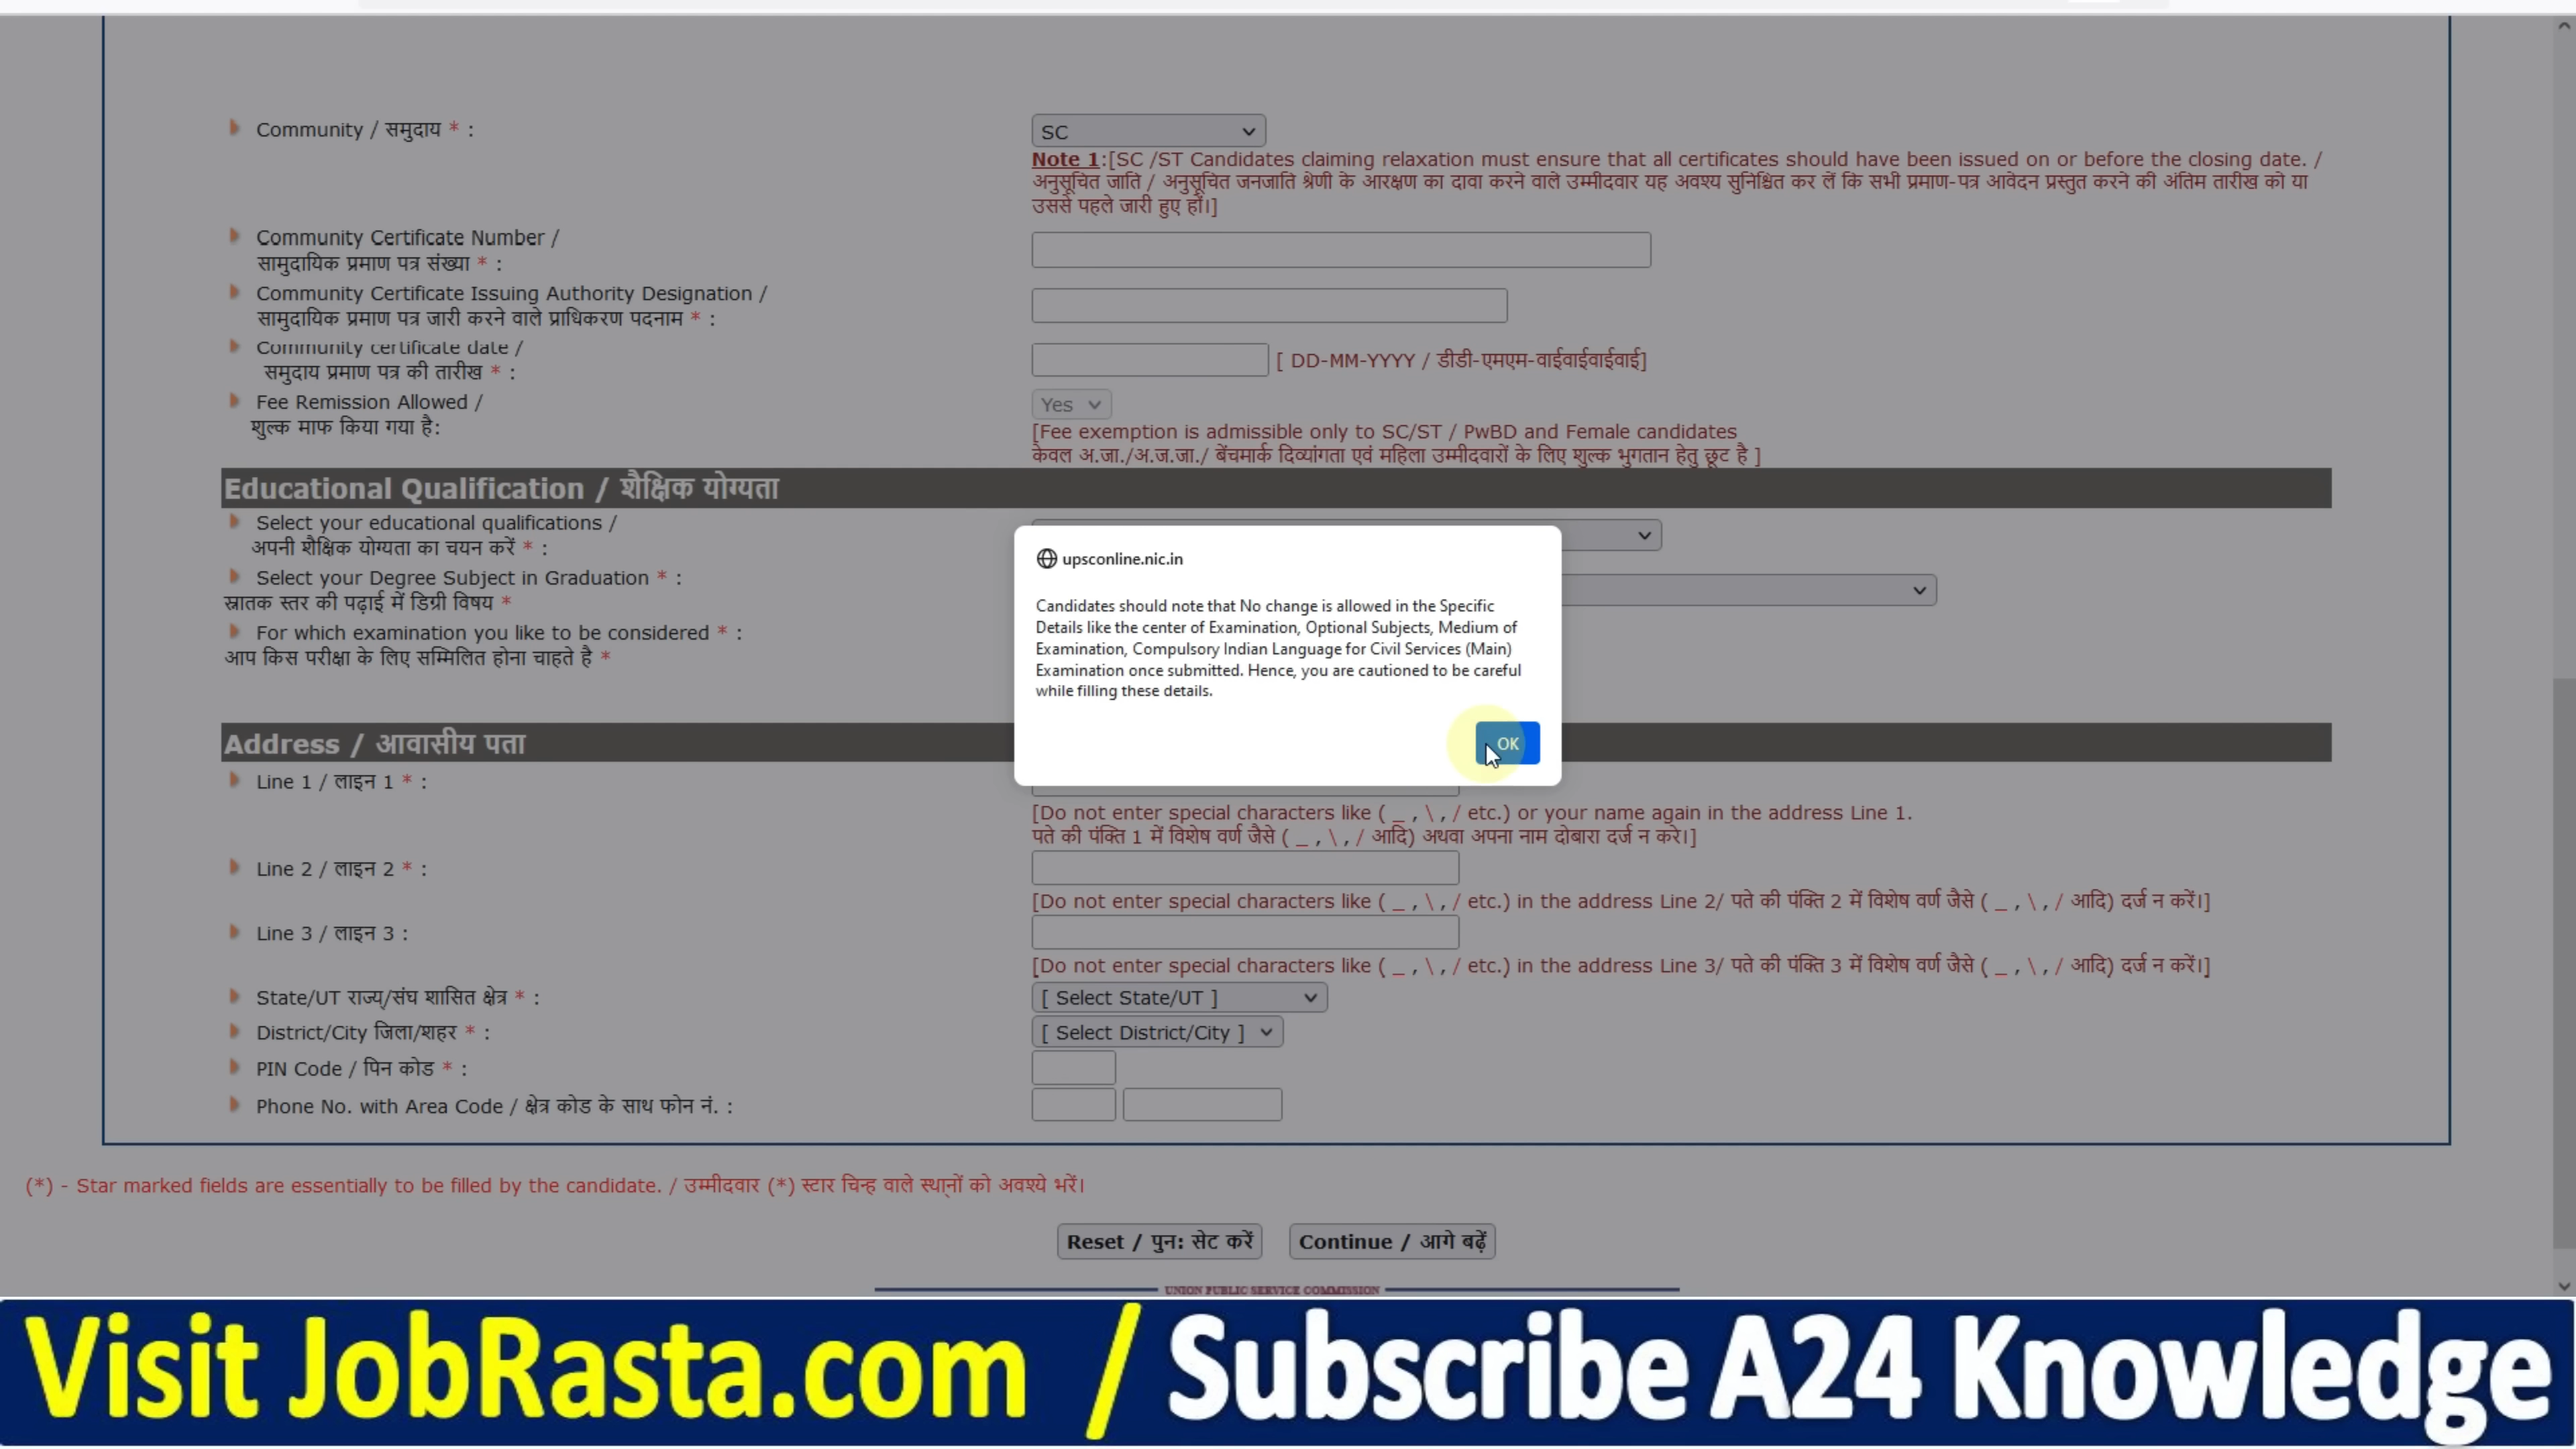 Community / समुदाय * :
SC
Note 1:[SC /ST Candidates claiming relaxation must ensure that all certificates should have been issued on or before the closing date. /
अनुसूचित जाति / अनुसूचित जनजाति श्रेणी के आरक्षण का दावा करने वाले उम्मीदवार यह अवश्य सुनिश्चित कर लें कि सभी प्रमाण-पत्र आवेदन प्रस्तुत करने की अंतिम तारीख को या
उससे पहले जारी हुए हों।]
Community Certificate Number /
सामुदायिक प्रमाण पत्र संख्या * :
Community Certificate Issuing Authority Designation /
सामुदायिक प्रमाण पत्र जारी करने वाले प्राधिकरण पदनाम * :
Community certificate date /
समुदाय प्रमाण पत्र की तारीख * :
[ DD-MM-YYYY / डीडी-एमएम-वाईवाईवाईवाई]
Fee Remission Allowed /
शुल्क माफ किया गया है:
Yes
[Fee exemption is admissible only to SC/ST / PwBD and Female candidates
केवल अ.जा./अ.ज.जा./ बेंचमार्क दिव्यांगता एवं महिला उम्मीदवारों के लिए शुल्क भुगतान हेतु छूट है ]
Educational Qualification / शैक्षिक योग्यता
Select your educational qualifications /
अपनी शैक्षिक योग्यता का चयन करें * :
Select your Degree Subject in Graduation * :
स्नातक स्तर की पढ़ाई में डिग्री विषय *
For which examination you like to be considered * :
आप किस परीक्षा के लिए सम्मिलित होना चाहते है *
upsconline.nic.in
Candidates should note that No change is allowed in the Specific
Details like the center of Examination, Optional Subjects, Medium of
Examination, Compulsory Indian Language for Civil Services (Main)
Examination once submitted. Hence, you are cautioned to be careful
while filling these details.
OK
Address / आवासीय पता
Line 1 / लाइन 1 * :
[Do not enter special characters like ( _ , \ , / etc.) or your name again in the address Line 1.
पते की पंक्ति 1 में विशेष वर्ण जैसे ( _ , \ , / आदि) अथवा अपना नाम दोबारा दर्ज न करे।]
Line 2 / लाइन 2 * :
[Do not enter special characters like ( _ , \ , / etc.) in the address Line 2/ पते की पंक्ति 2 में विशेष वर्ण जैसे ( _ , \ , / आदि) दर्ज न करें।]
Line 3 / लाइन 3 :
[Do not enter special characters like ( _ , \ , / etc.) in the address Line 3/ पते की पंक्ति 3 में विशेष वर्ण जैसे ( _ , \ , / आदि) दर्ज न करें।]
State/UT राज्य/संघ शासित क्षेत्र * :
[ Select State/UT ]
District/City जिला/शहर * :
[ Select District/City ]
PIN Code / पिन कोड * :
Phone No. with Area Code / क्षेत्र कोड के साथ फोन नं. :
(*) - Star marked fields are essentially to be filled by the candidate. / उम्मीदवार (*) स्टार चिन्ह वाले स्था्नों को अवश्ये भरें।
Reset / पुन: सेट करें
Continue / आगे बढ़ें
UNION PUBLIC SERVICE COMMISSION
Visit JobRasta.com / Subscribe A24 Knowledge